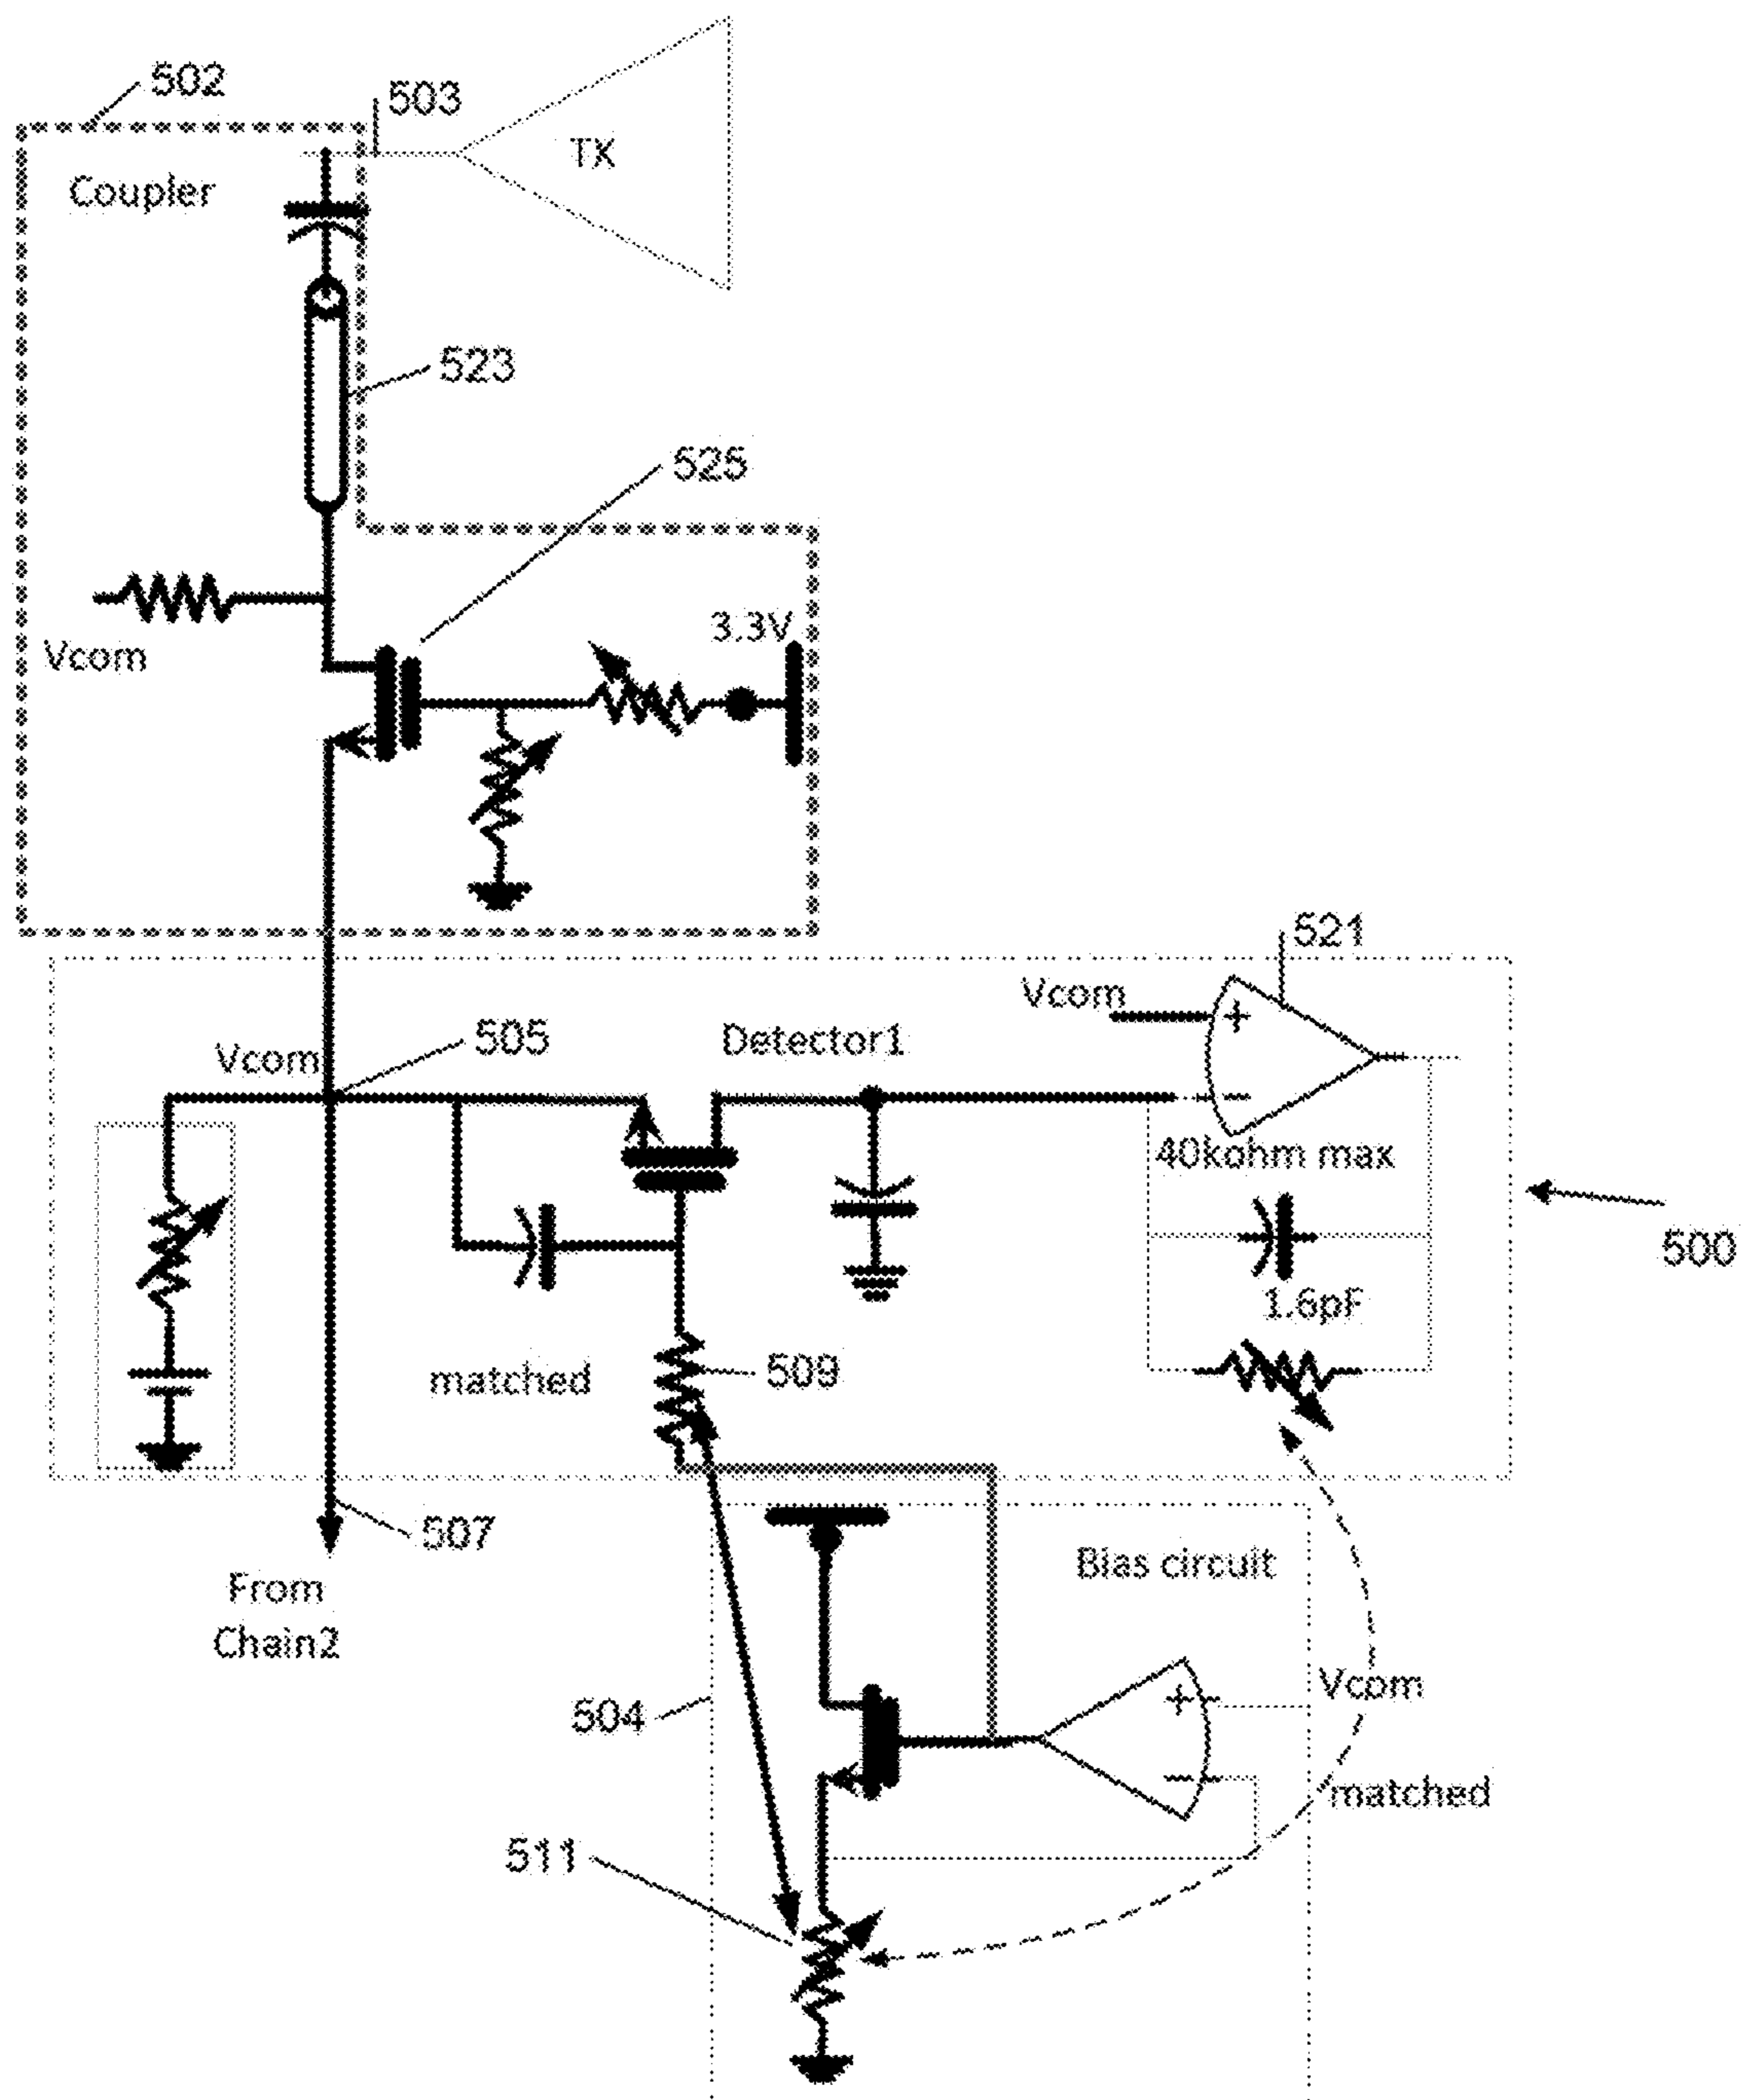 502
503
TX
Coupler
523
525
3.3V
Vcom
521
Vcom
+
505
Detector1
Vcom
-
40kohm max
500
1.6pF
509
matched
507
Bias circuit
From
Chain2
Vcom
+
504
-
matched
511